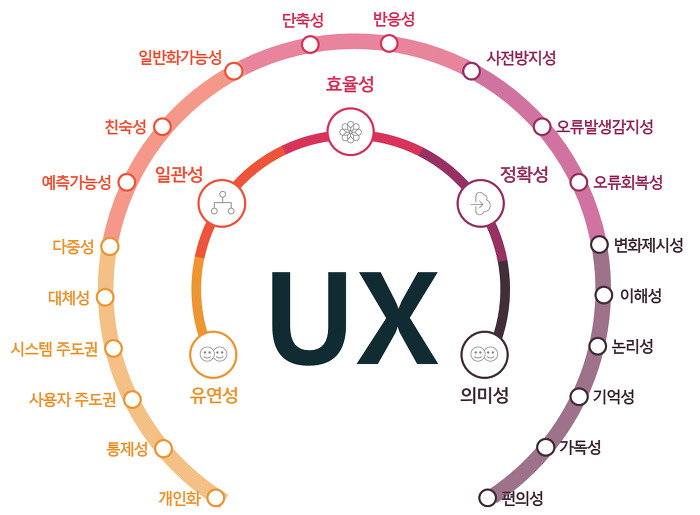 단축성
반응성
일반화가능성
사전방지성
효율성
친숙성
오류발생감지성
일관성
정확성
예측가능성
오류회복성
다중성
변화제시성
대체성
이해성
UX
시스템 주도권
논리성
유연성
의미성
사용자 주도권
기억성
통제성
가독성
개인화
편의성